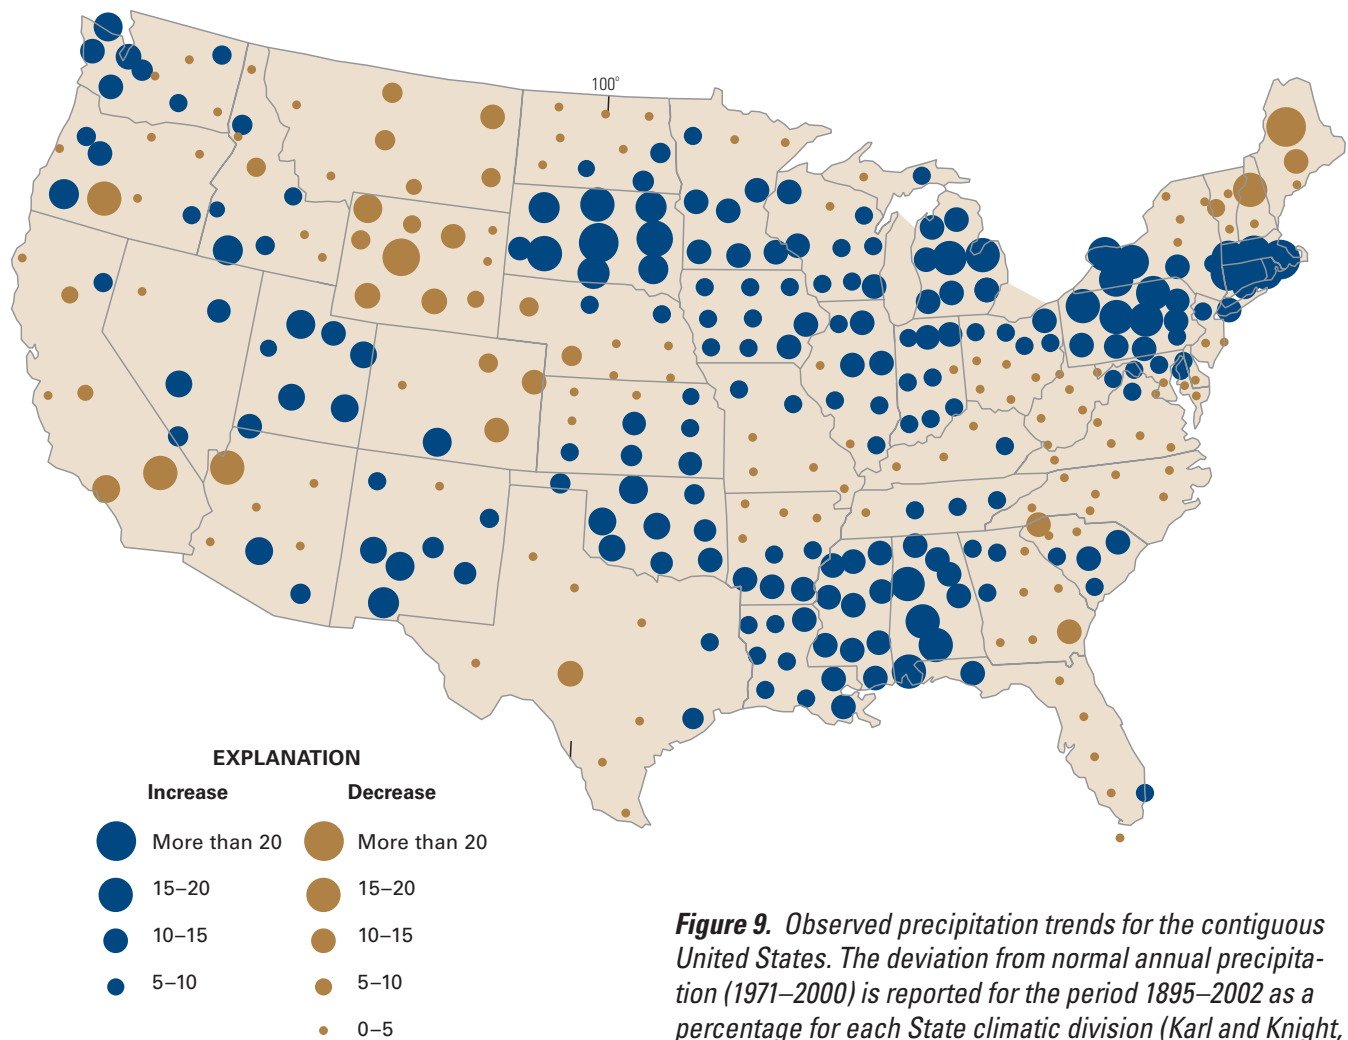 100°
EXPLANATION
Increase Decrease
More than 20 More than 20
15–20 15–20
10–15 10–15
5–10 5–10
0–5
Figure 9. Observed precipitation trends for the contiguous
United States. The deviation from normal annual precipita-
tion (1971–2000) is reported for the period 1895–2002 as a
percentage for each State climatic division (Karl and Knight,